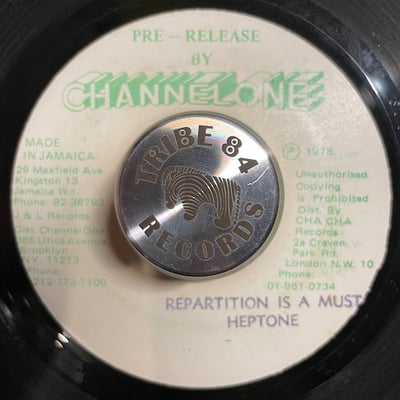 PRE - RELEASE
BY
CHANNEL ONE
TRIBE 84
RECORDS
MADE
IN JAMAICA
29 Maxfield Ave.
Kingston 13
Jamaica W.I.
Phone: 92 38792
J & L Records
Dist. Channel One
365 Utica Avenue
Brooklyn
N.Y. 11213
Phone
212-773-1100
℗ 1978
Unauthorised
Copying
is Prohibited
Dist. By
CHA CHA
Records
2a Craven
Park Rd.
London N.W. 10
Phone:
01-961-0734
REPARTITION IS A MUST
HEPTONE